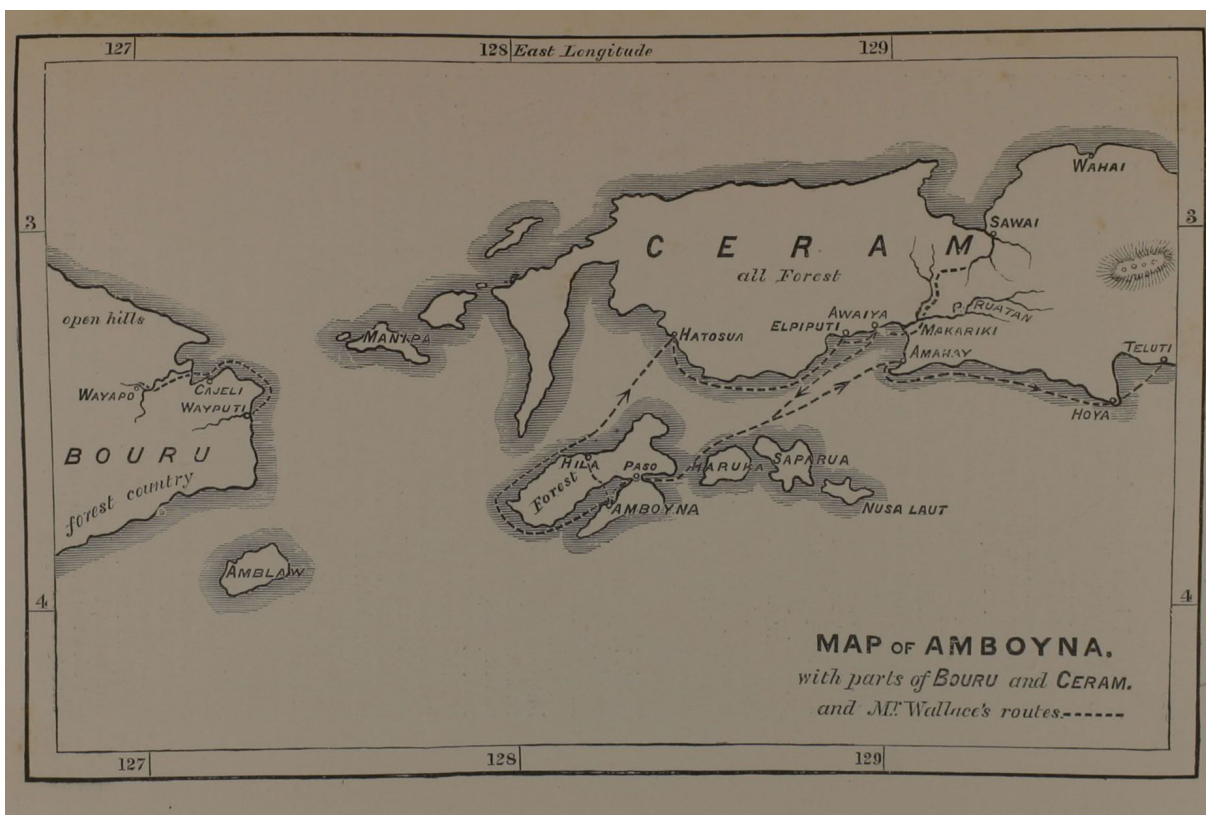 127 128 East Longitude 129
WAHAI
3 3
SAWAI
CERAM
all Forest
open hills
P. RUATAN
AWAIYA
ELPIPUTI
MAKARIKI
MANIPA
HATOSUA
AMAHAY
TELUTI
WAYAPO
CAJELI
WAYPUTI
HOYA
BOURU
HILA
PASO
HARUKA
SAPARUA
forest country
Forest
AMBOYNA
NUSA LAUT
AMBLAW
4 4
MAP OF AMBOYNA.
with parts of BOURU and CERAM.
and Mr. Wallace's routes
127 128 129